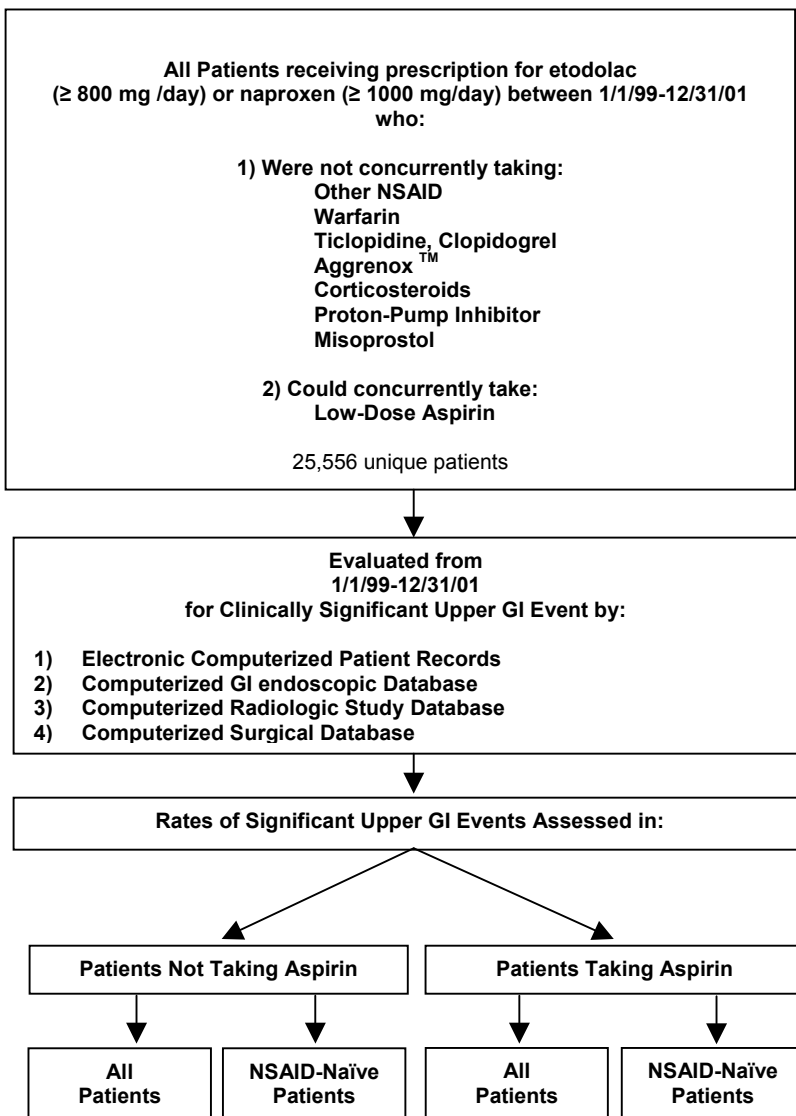 All Patients receiving prescription for etodolac
(≥ 800 mg /day) or naproxen (≥ 1000 mg/day) between 1/1/99-12/31/01
who:
1) Were not concurrently taking:
Other NSAID
Warfarin
Ticlopidine, Clopidogrel
Aggrenox TM
Corticosteroids
Proton-Pump Inhibitor
Misoprostol
2) Could concurrently take:
Low-Dose Aspirin
25,556 unique patients
Evaluated from
1/1/99-12/31/01
for Clinically Significant Upper GI Event by:
1) Electronic Computerized Patient Records
2) Computerized GI endoscopic Database
3) Computerized Radiologic Study Database
4) Computerized Surgical Database
Rates of Significant Upper GI Events Assessed in:
Patients Not Taking Aspirin
Patients Taking Aspirin
All
Patients
NSAID-Naïve
Patients
All
Patients
NSAID-Naïve
Patients